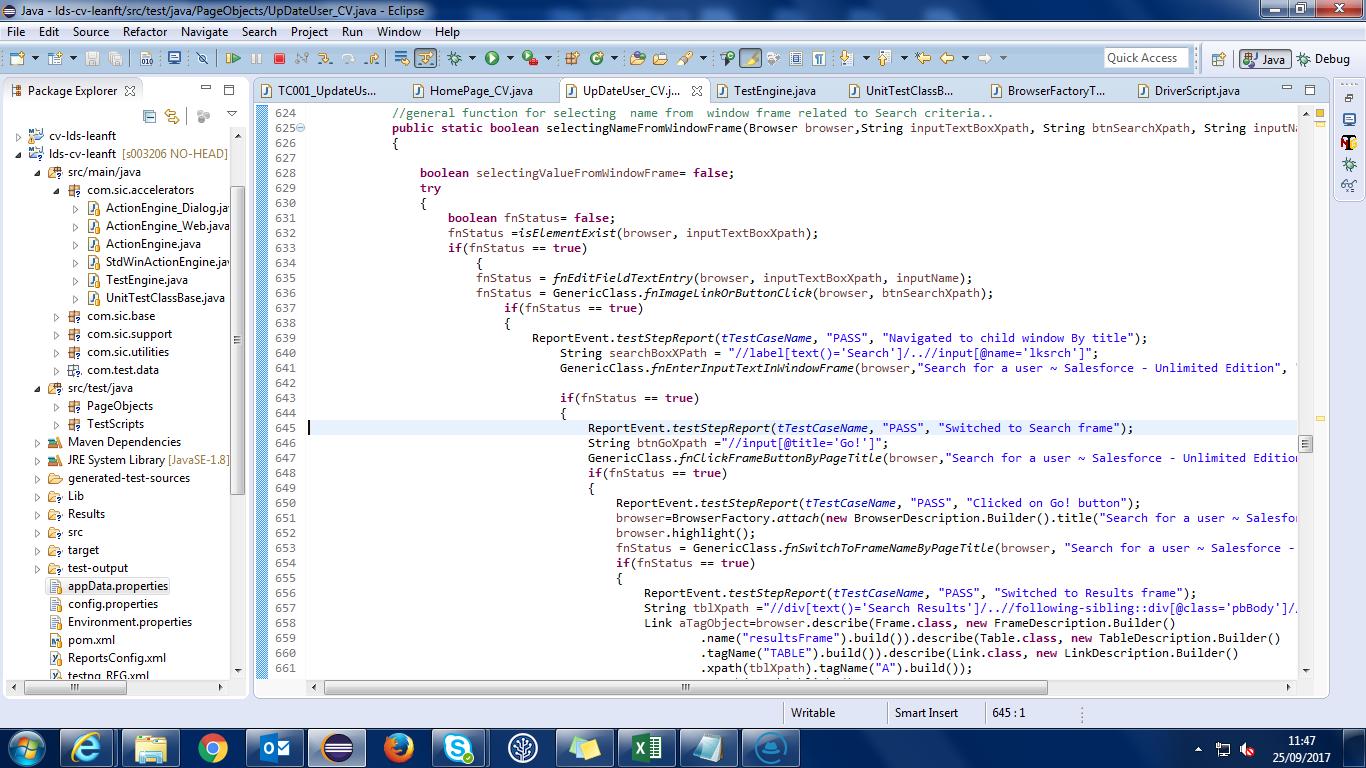 Java - lds-cv-leanft/src/test/java/PageObjects/UpDateUser_CV.java - Eclipse
File Edit Source Refactor Navigate Search Project Run Window Help
Quick Access
Java
Debug
Package Explorer
TC001_UpdateUs...
HomePage_CV.java
UpDateUser_CV.j...
TestEngine.java
UnitTestClassB...
BrowserFactoryT...
DriverScript.java
cv-lds-leanft
lds-cv-leanft [s003206 NO-HEAD]
src/main/java
com.sic.accelerators
ActionEngine_Dialog.ja
ActionEngine_Web.java
ActionEngine.java
StdWinActionEngine.jav
TestEngine.java
UnitTestClassBase.java
com.sic.base
com.sic.support
com.sic.utilities
com.test.data
src/test/java
PageObjects
TestScripts
Maven Dependencies
JRE System Library [JavaSE-1.8]
generated-test-sources
Lib
Results
src
target
test-output
appData.properties
config.properties
Environment.properties
pom.xml
ReportsConfig.xml
testng_REG.xml
624 //general function for selecting  name from  window frame related to Search criteria..
625 public static boolean selectingNameFromWindowFrame(Browser browser,String inputTextBoxXpath, String btnSearchXpath, String inputNa
626 {
627
628 boolean selectingValueFromWindowFrame= false;
629 try
630 {
631 boolean fnStatus= false;
632 fnStatus =isElementExist(browser, inputTextBoxXpath);
633 if(fnStatus == true)
634 {
635 fnStatus = fnEditFieldTextEntry(browser, inputTextBoxXpath, inputName);
636 fnStatus = GenericClass.fnImageLinkOrButtonClick(browser, btnSearchXpath);
637 if(fnStatus == true)
638 {
639 ReportEvent.testStepReport(tTestCaseName, "PASS", "Navigated to child window By title");
640 String searchBoxXPath = "//label[text()='Search']/..//input[@name='lksrch']";
641 GenericClass.fnEnterInputTextInWindowFrame(browser,"Search for a user ~ Salesforce - Unlimited Edition", "
642
643 if(fnStatus == true)
644 {
645 ReportEvent.testStepReport(tTestCaseName, "PASS", "Switched to Search frame");
646 String btnGoXpath ="//input[@title='Go!']";
647 GenericClass.fnClickFrameButtonByPageTitle(browser,"Search for a user ~ Salesforce - Unlimited Edition
648 if(fnStatus == true)
649 {
650 ReportEvent.testStepReport(tTestCaseName, "PASS", "Clicked on Go! button");
651 browser=BrowserFactory.attach(new BrowserDescription.Builder().title("Search for a user ~ Salesfor
652 browser.highlight();
653 fnStatus = GenericClass.fnSwitchToFrameNameByPageTitle(browser, "Search for a user ~ Salesforce -
654 if(fnStatus == true)
655 {
656 ReportEvent.testStepReport(tTestCaseName, "PASS", "Switched to Results frame");
657 String tblXpath ="//div[text()='Search Results']/..//following-sibling::div[@class='pbBody']/
658 Link aTagObject=browser.describe(Frame.class, new FrameDescription.Builder()
659 .name("resultsFrame").build()).describe(Table.class, new TableDescription.Builder()
660 .tagName("TABLE").build()).describe(Link.class, new LinkDescription.Builder()
661 .xpath(tblXpath).tagName("A").build());
Writable
Smart Insert
645 : 1
11:47
25/09/2017